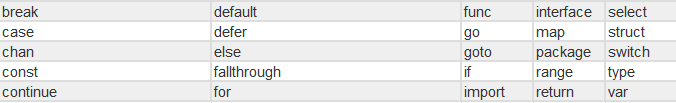 break default func interface select
case defer go map struct
chan else goto package switch
const fallthrough if range type
continue for import return var